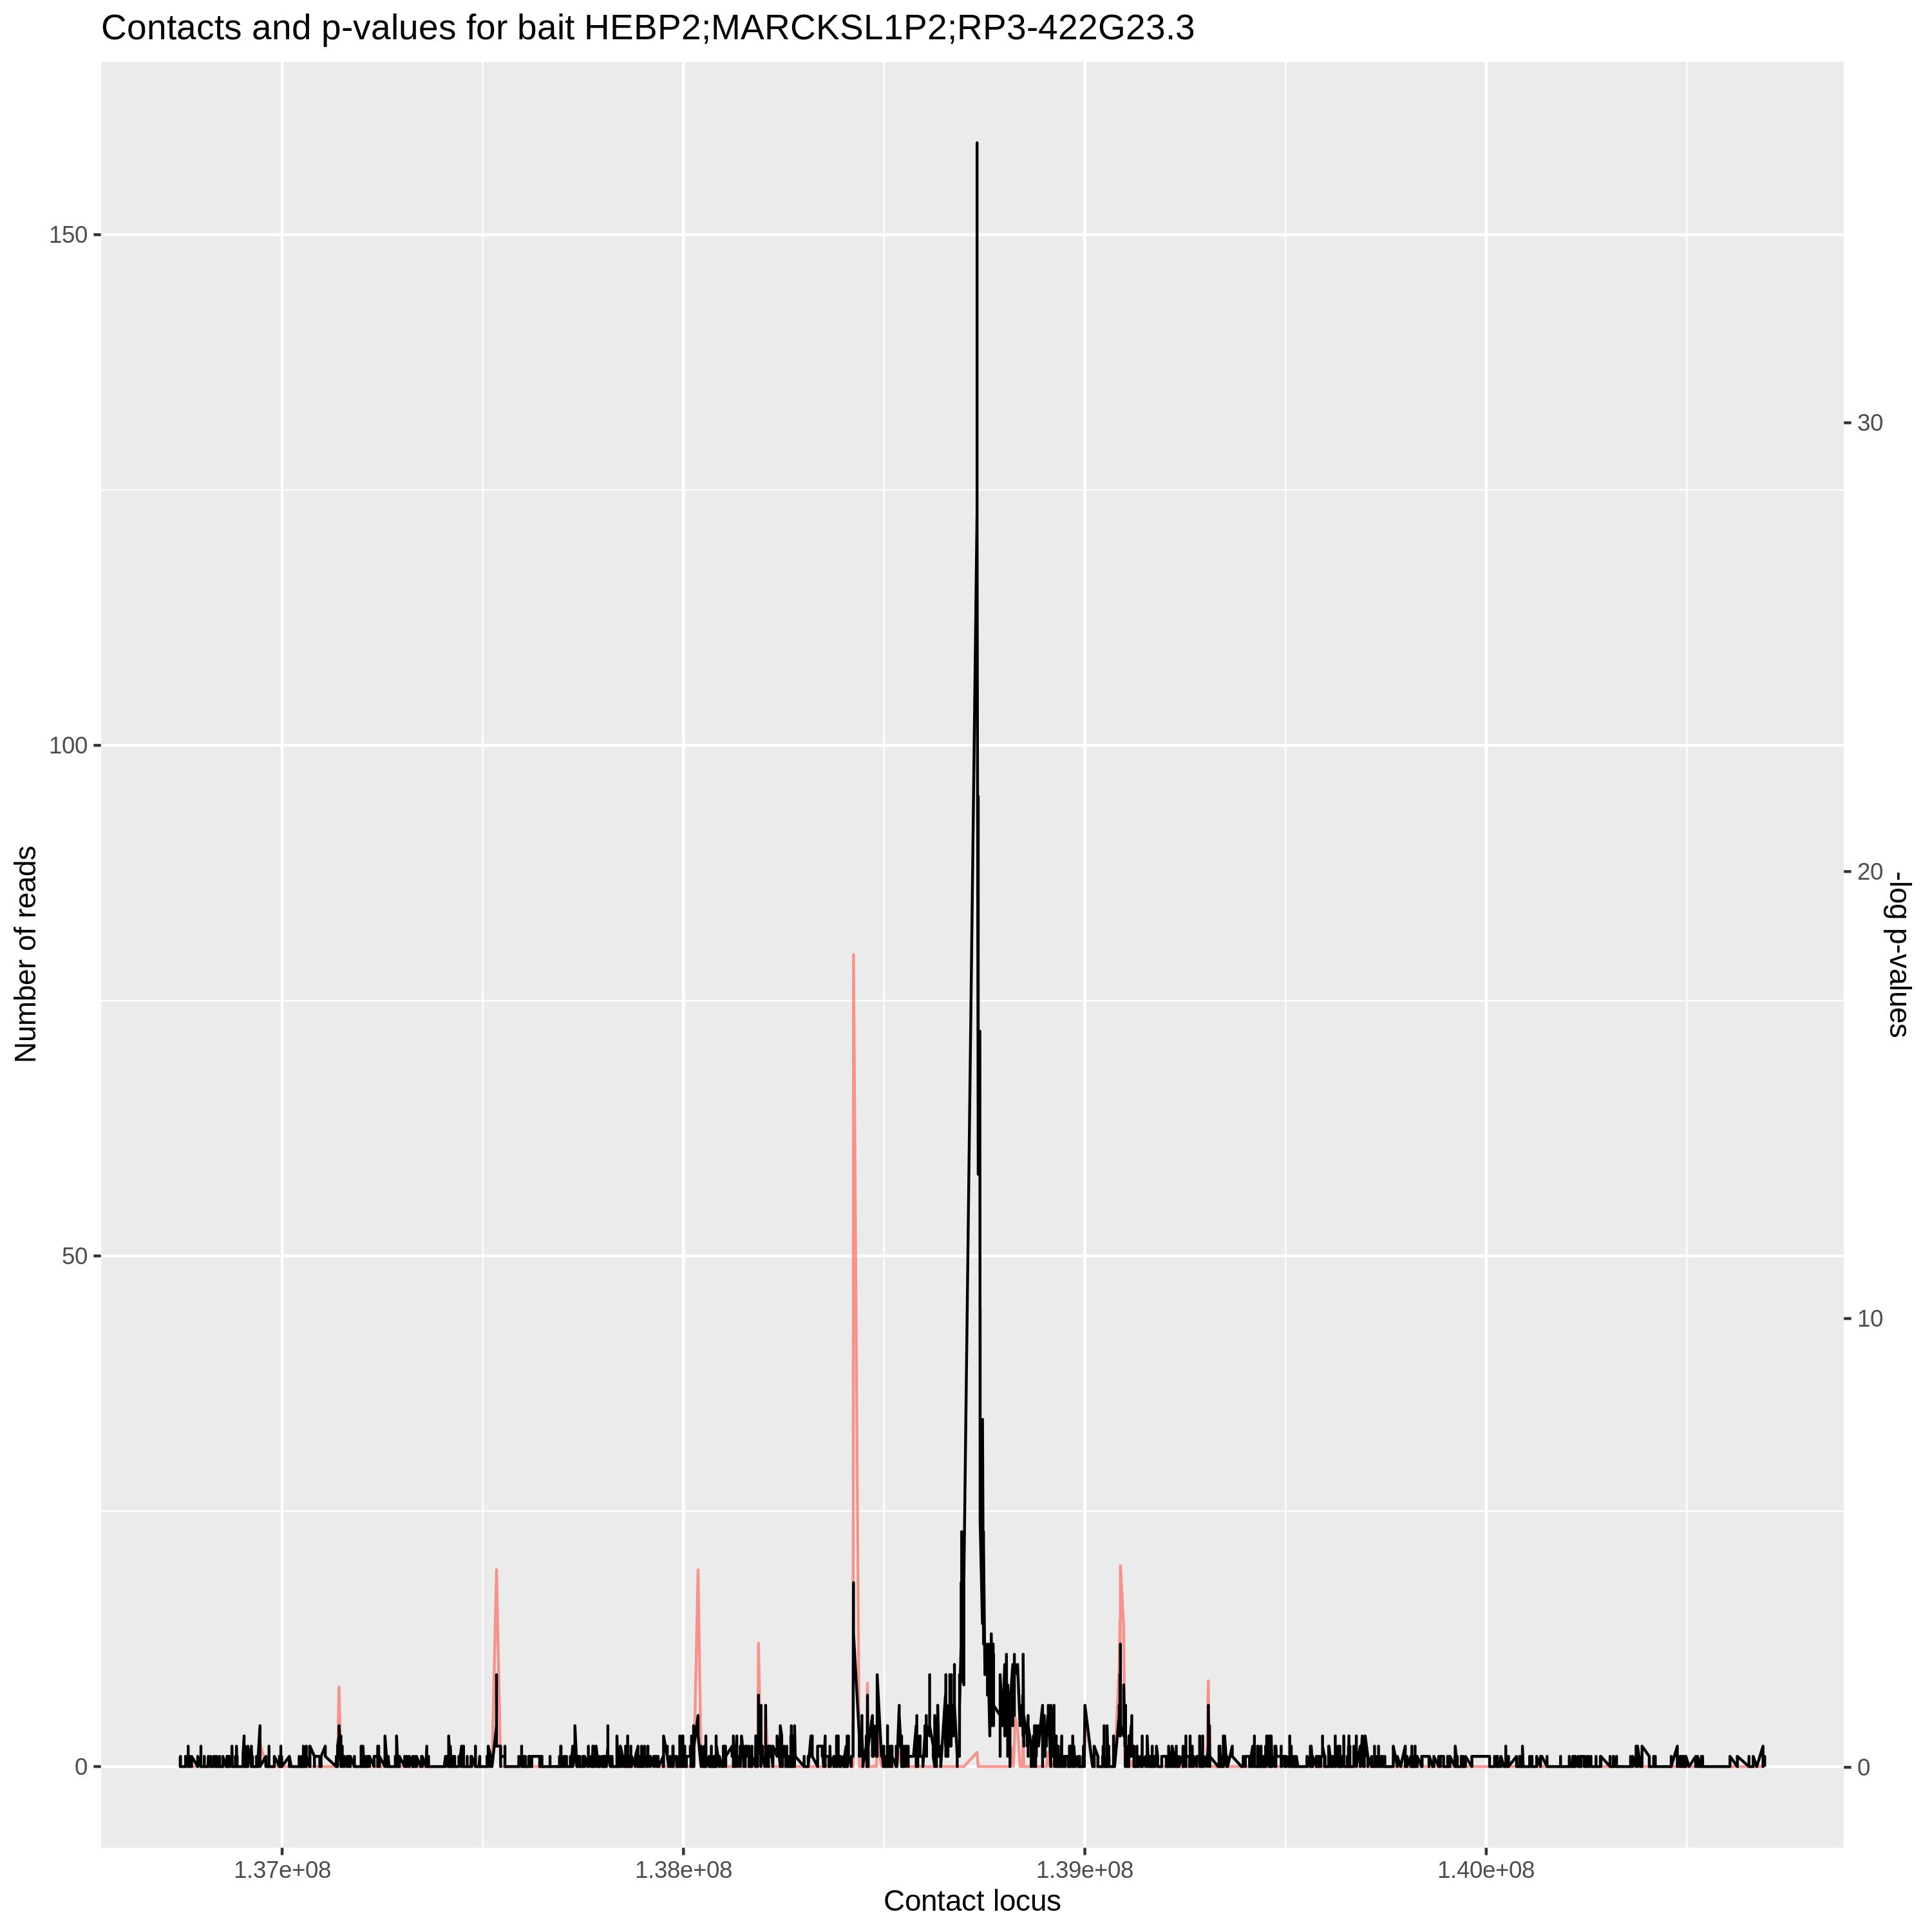 Contacts and p-values for bait HEBP2;MARCKSL1P2;RP3-422G23.3
150
100
50
0
Number of reads
30
20
10
0
-log p-values
1.37e+08
1.38e+08
1.39e+08
1.40e+08
Contact locus